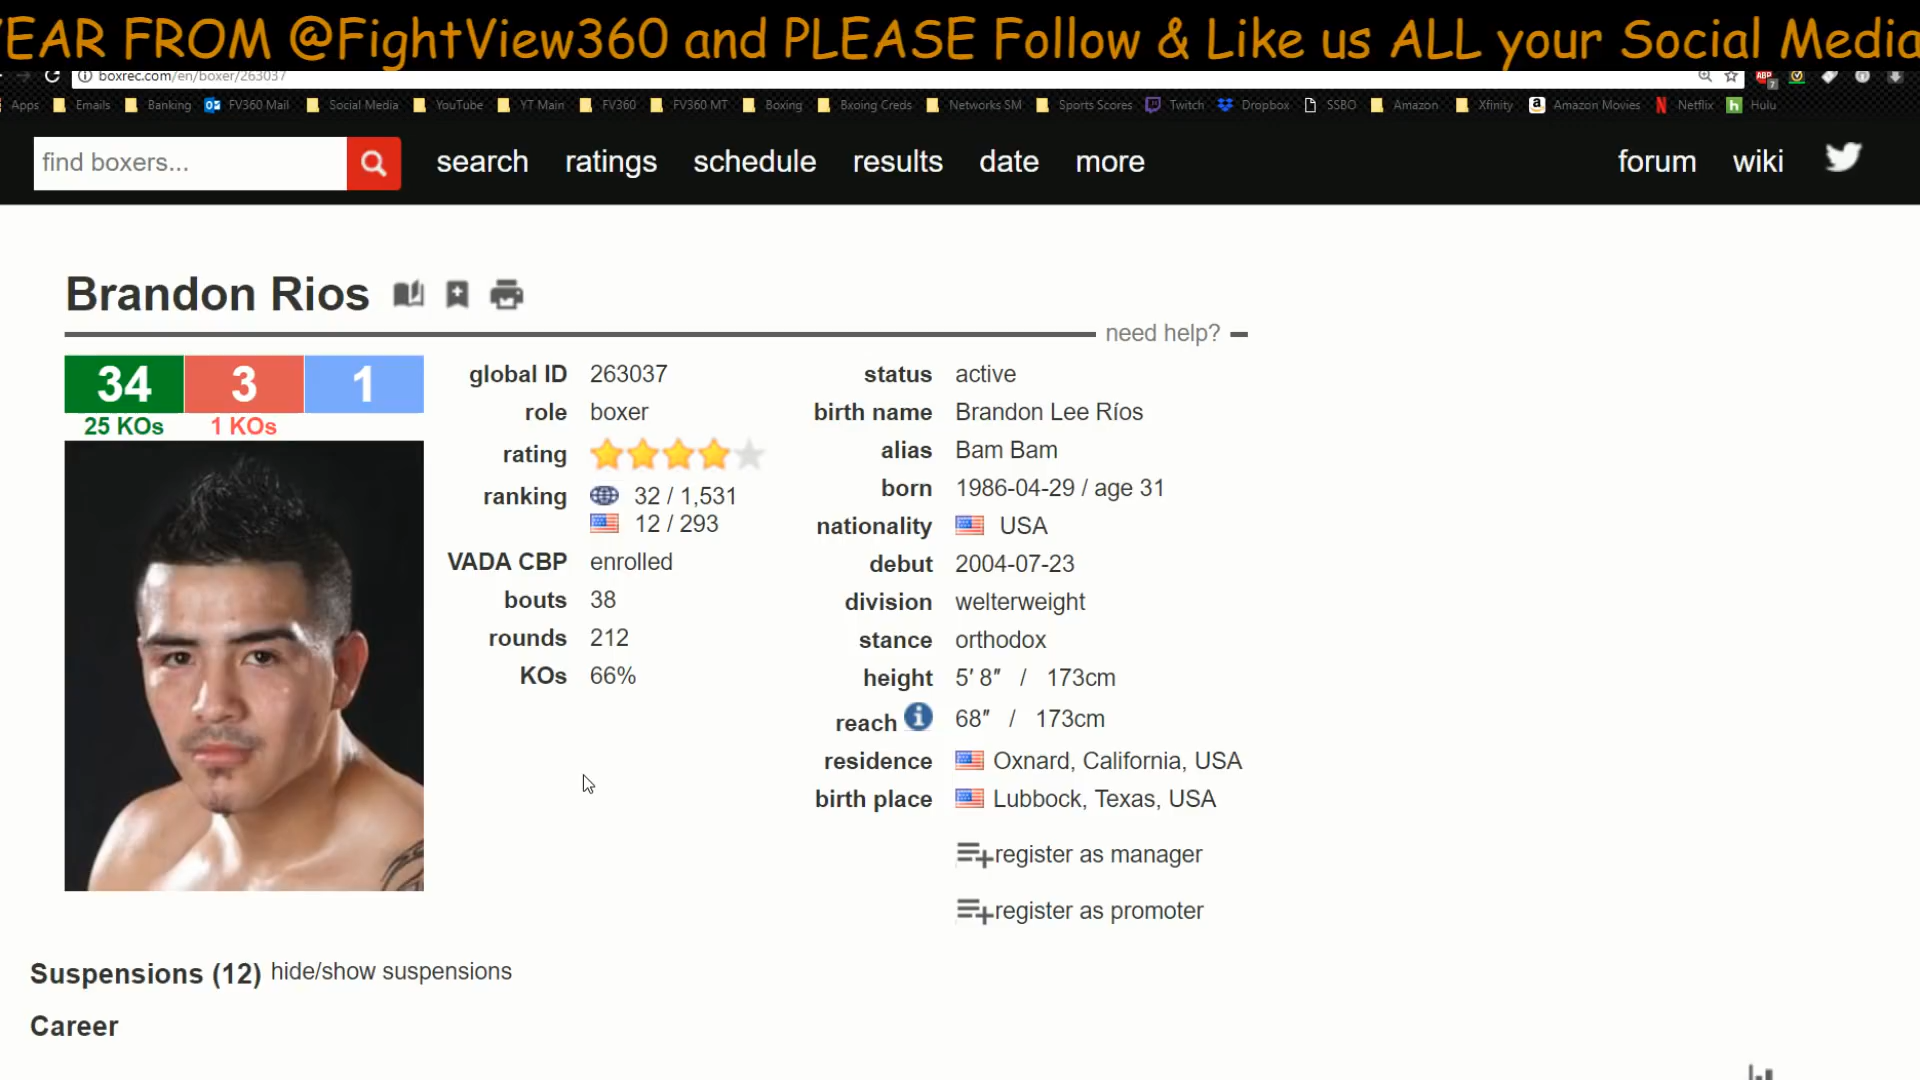 YEAR FROM @FightView360 and PLEASE Follow & Like us ALL your Social Media
boxrec.com/en/boxer/263037
ABP
7
Apps Emails Banking FV360 Mail Social Media YouTube YT Main FV360 FV360 MT Boxing Bxoing Creds Networks SM Sports Scores Twitch Dropbox SSBO Amazon Xfinity Amazon Movies Netflix Hulu
find boxers... search ratings schedule results date more forum wiki
Brandon Rios
need help?
34 3 1
25 KOs 1 KOs
global ID 263037
role boxer
rating
ranking 32 / 1,531
12 / 293
VADA CBP enrolled
bouts 38
rounds 212
KOs 66%
status active
birth name Brandon Lee Ríos
alias Bam Bam
born 1986-04-29 / age 31
nationality USA
debut 2004-07-23
division welterweight
stance orthodox
height 5′ 8″ / 173cm
reach 68″ / 173cm
residence Oxnard, California, USA
birth place Lubbock, Texas, USA
register as manager
register as promoter
Suspensions (12) hide/show suspensions
Career